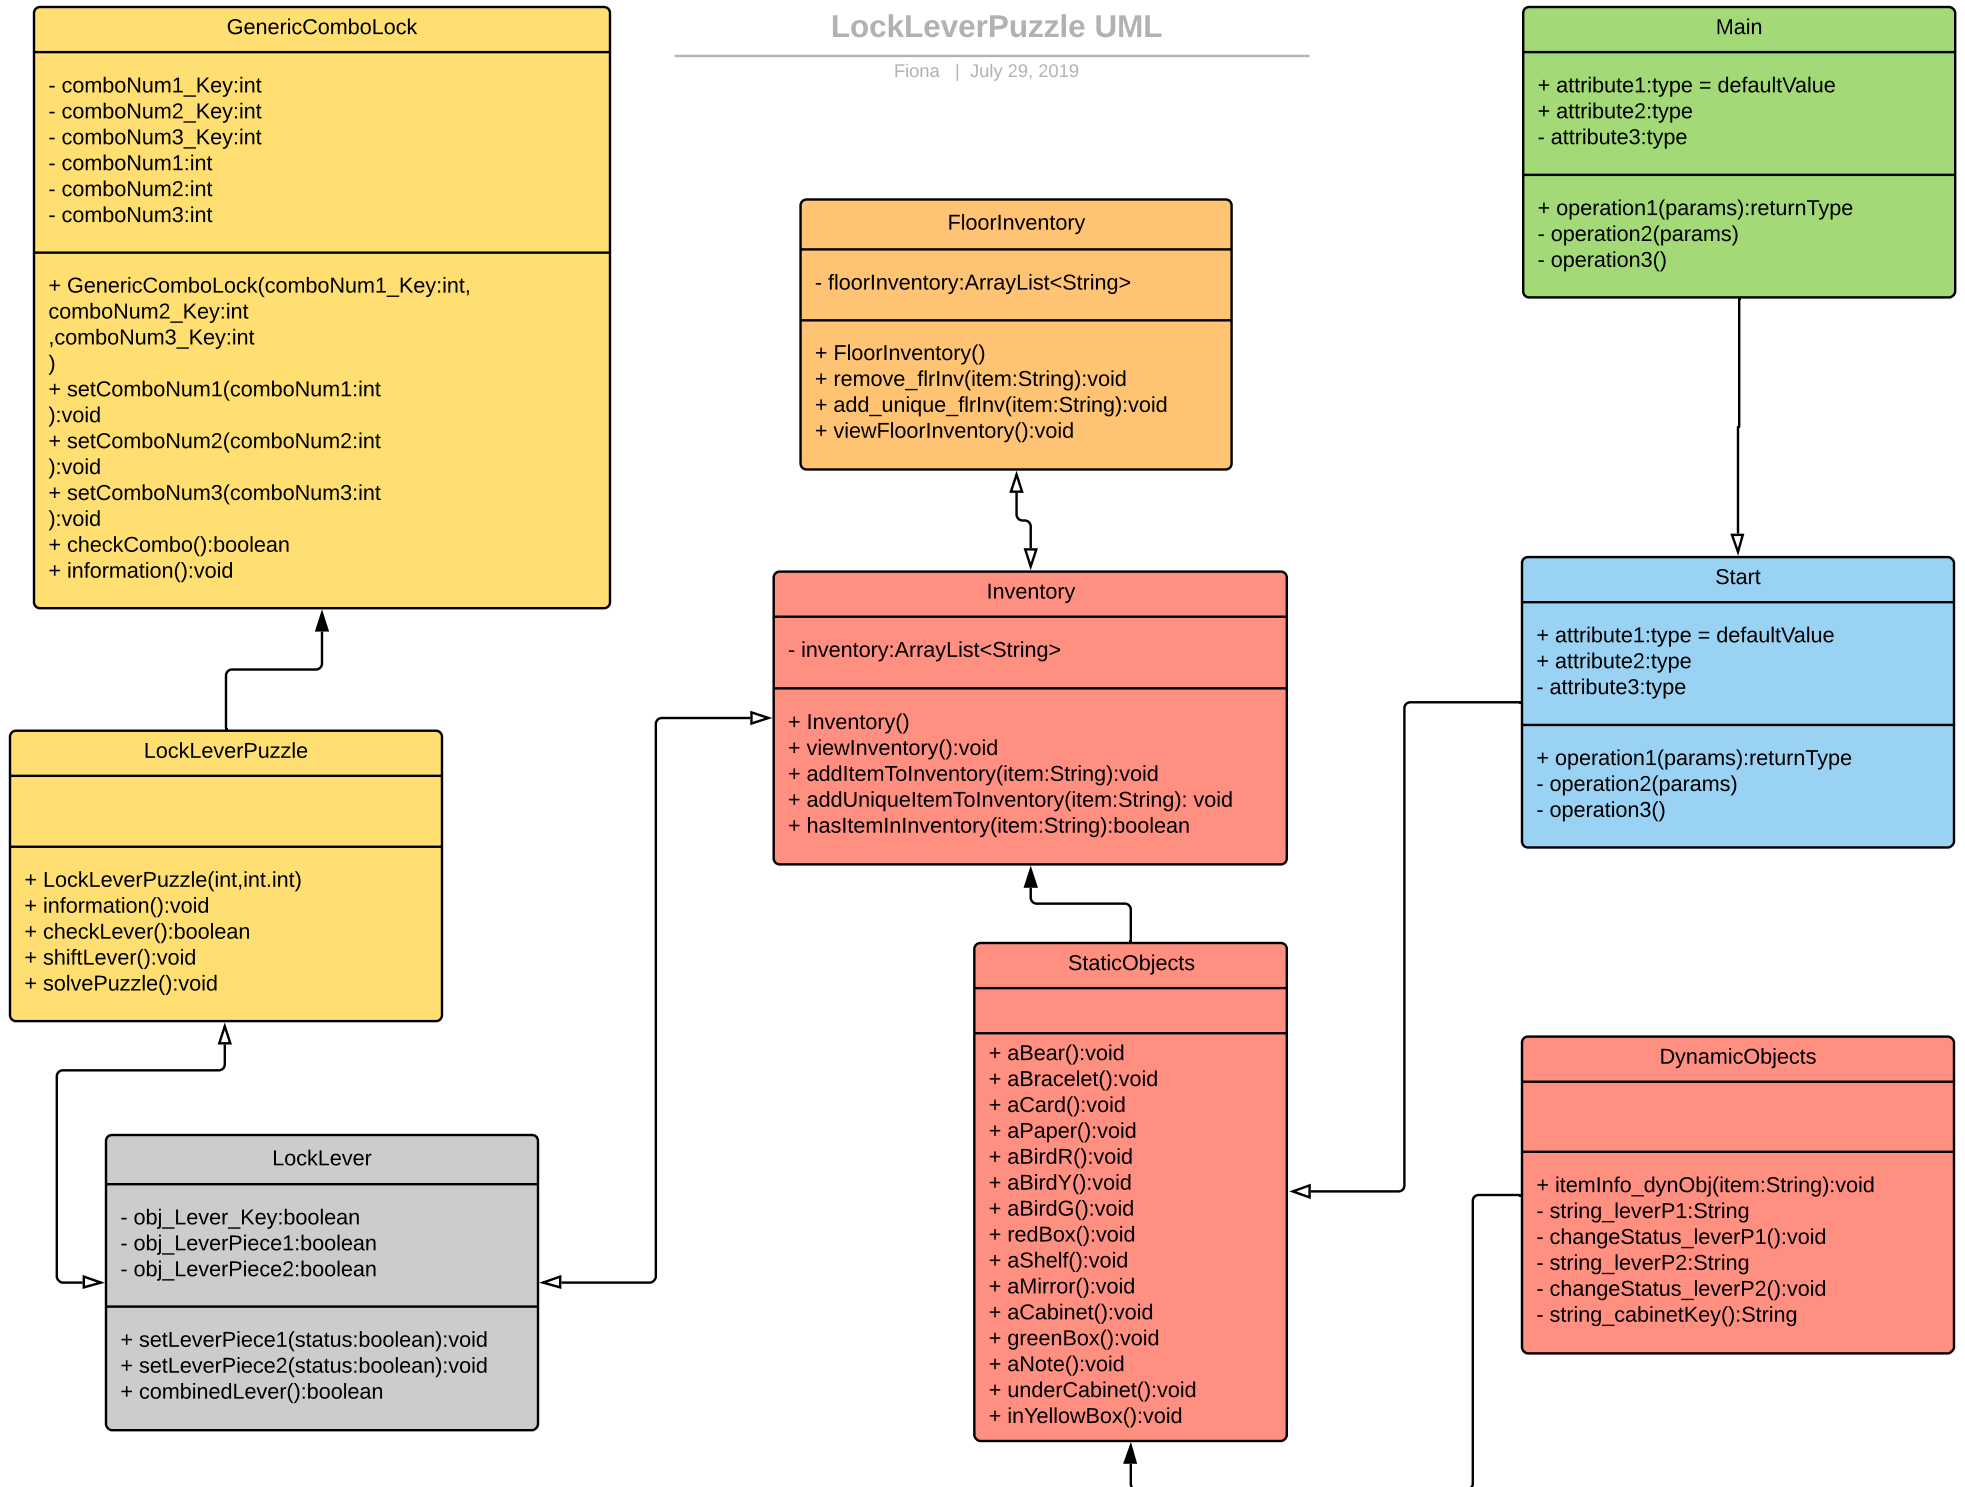 LockLeverPuzzle UML
Fiona | July 29, 2019
GenericComboLock
- comboNum1_Key:int
- comboNum2_Key:int
- comboNum3_Key:int
- comboNum1:int
- comboNum2:int
- comboNum3:int
+ GenericComboLock(comboNum1_Key:int,
comboNum2_Key:int
,comboNum3_Key:int
)
+ setComboNum1(comboNum1:int
):void
+ setComboNum2(comboNum2:int
):void
+ setComboNum3(comboNum3:int
):void
+ checkCombo():boolean
+ information():void
LockLeverPuzzle
+ LockLeverPuzzle(int,int.int)
+ information():void
+ checkLever():boolean
+ shiftLever():void
+ solvePuzzle():void
LockLever
- obj_Lever_Key:boolean
- obj_LeverPiece1:boolean
- obj_LeverPiece2:boolean
+ setLeverPiece1(status:boolean):void
+ setLeverPiece2(status:boolean):void
+ combinedLever():boolean
FloorInventory
- floorInventory:ArrayList<String>
+ FloorInventory()
+ remove_flrInv(item:String):void
+ add_unique_flrInv(item:String):void
+ viewFloorInventory():void
Inventory
- inventory:ArrayList<String>
+ Inventory()
+ viewInventory():void
+ addItemToInventory(item:String):void
+ addUniqueItemToInventory(item:String): void
+ hasItemInInventory(item:String):boolean
StaticObjects
+ aBear():void
+ aBracelet():void
+ aCard():void
+ aPaper():void
+ aBirdR():void
+ aBirdY():void
+ aBirdG():void
+ redBox():void
+ aShelf():void
+ aMirror():void
+ aCabinet():void
+ greenBox():void
+ aNote():void
+ underCabinet():void
+ inYellowBox():void
Main
+ attribute1:type = defaultValue
+ attribute2:type
- attribute3:type
+ operation1(params):returnType
- operation2(params)
- operation3()
Start
+ attribute1:type = defaultValue
+ attribute2:type
- attribute3:type
+ operation1(params):returnType
- operation2(params)
- operation3()
DynamicObjects
+ itemInfo_dynObj(item:String):void
- string_leverP1:String
- changeStatus_leverP1():void
- string_leverP2:String
- changeStatus_leverP2():void
- string_cabinetKey():String